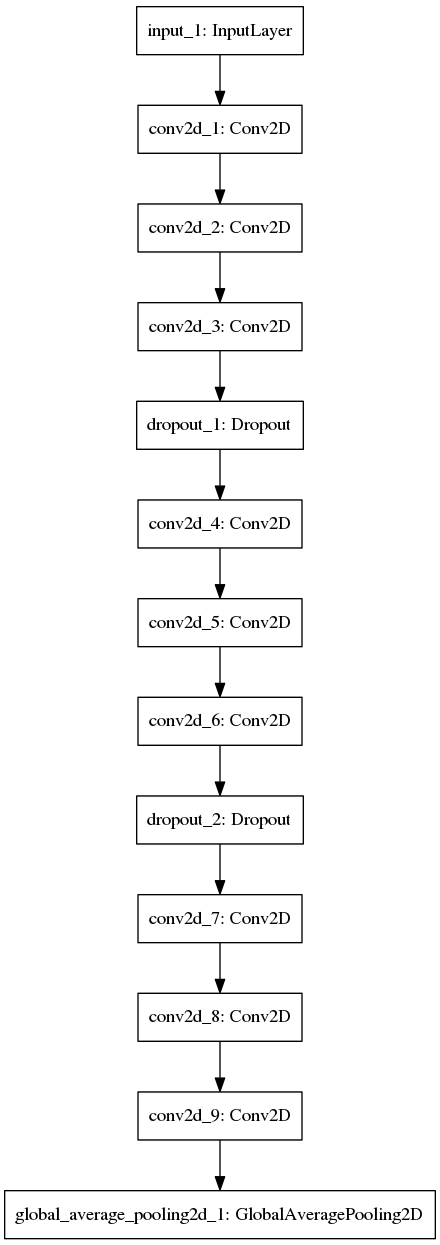 input_1: InputLayer
conv2d_1: Conv2D
conv2d_2: Conv2D
conv2d_3: Conv2D
dropout_1: Dropout
conv2d_4: Conv2D
conv2d_5: Conv2D
conv2d_6: Conv2D
dropout_2: Dropout
conv2d_7: Conv2D
conv2d_8: Conv2D
conv2d_9: Conv2D
global_average_pooling2d_1: GlobalAveragePooling2D